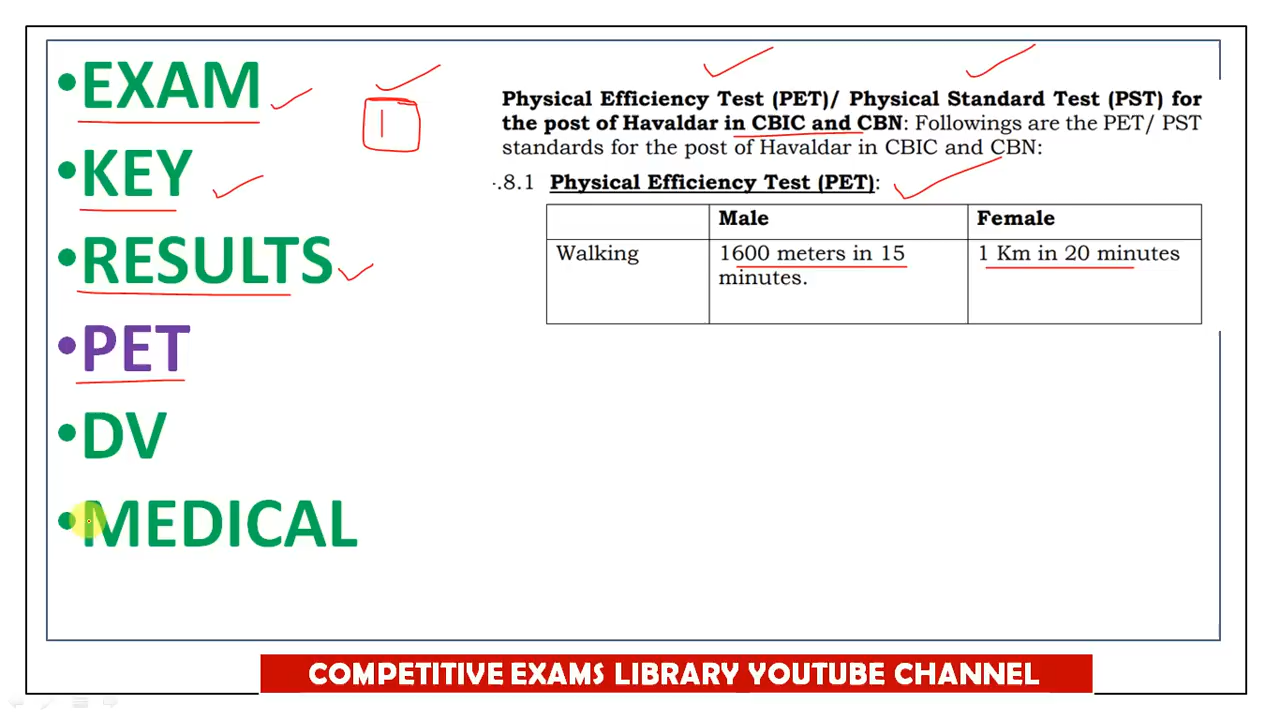 •EXAM
•KEY
•RESULTS
•PET
•DV
•MEDICAL
1
Physical Efficiency Test (PET)/ Physical Standard Test (PST) for
the post of Havaldar in CBIC and CBN: Followings are the PET/ PST
standards for the post of Havaldar in CBIC and CBN:
.8.1 Physical Efficiency Test (PET):
Male Female
Walking 1600 meters in 15 1 Km in 20 minutes
minutes.
COMPETITIVE EXAMS LIBRARY YOUTUBE CHANNEL